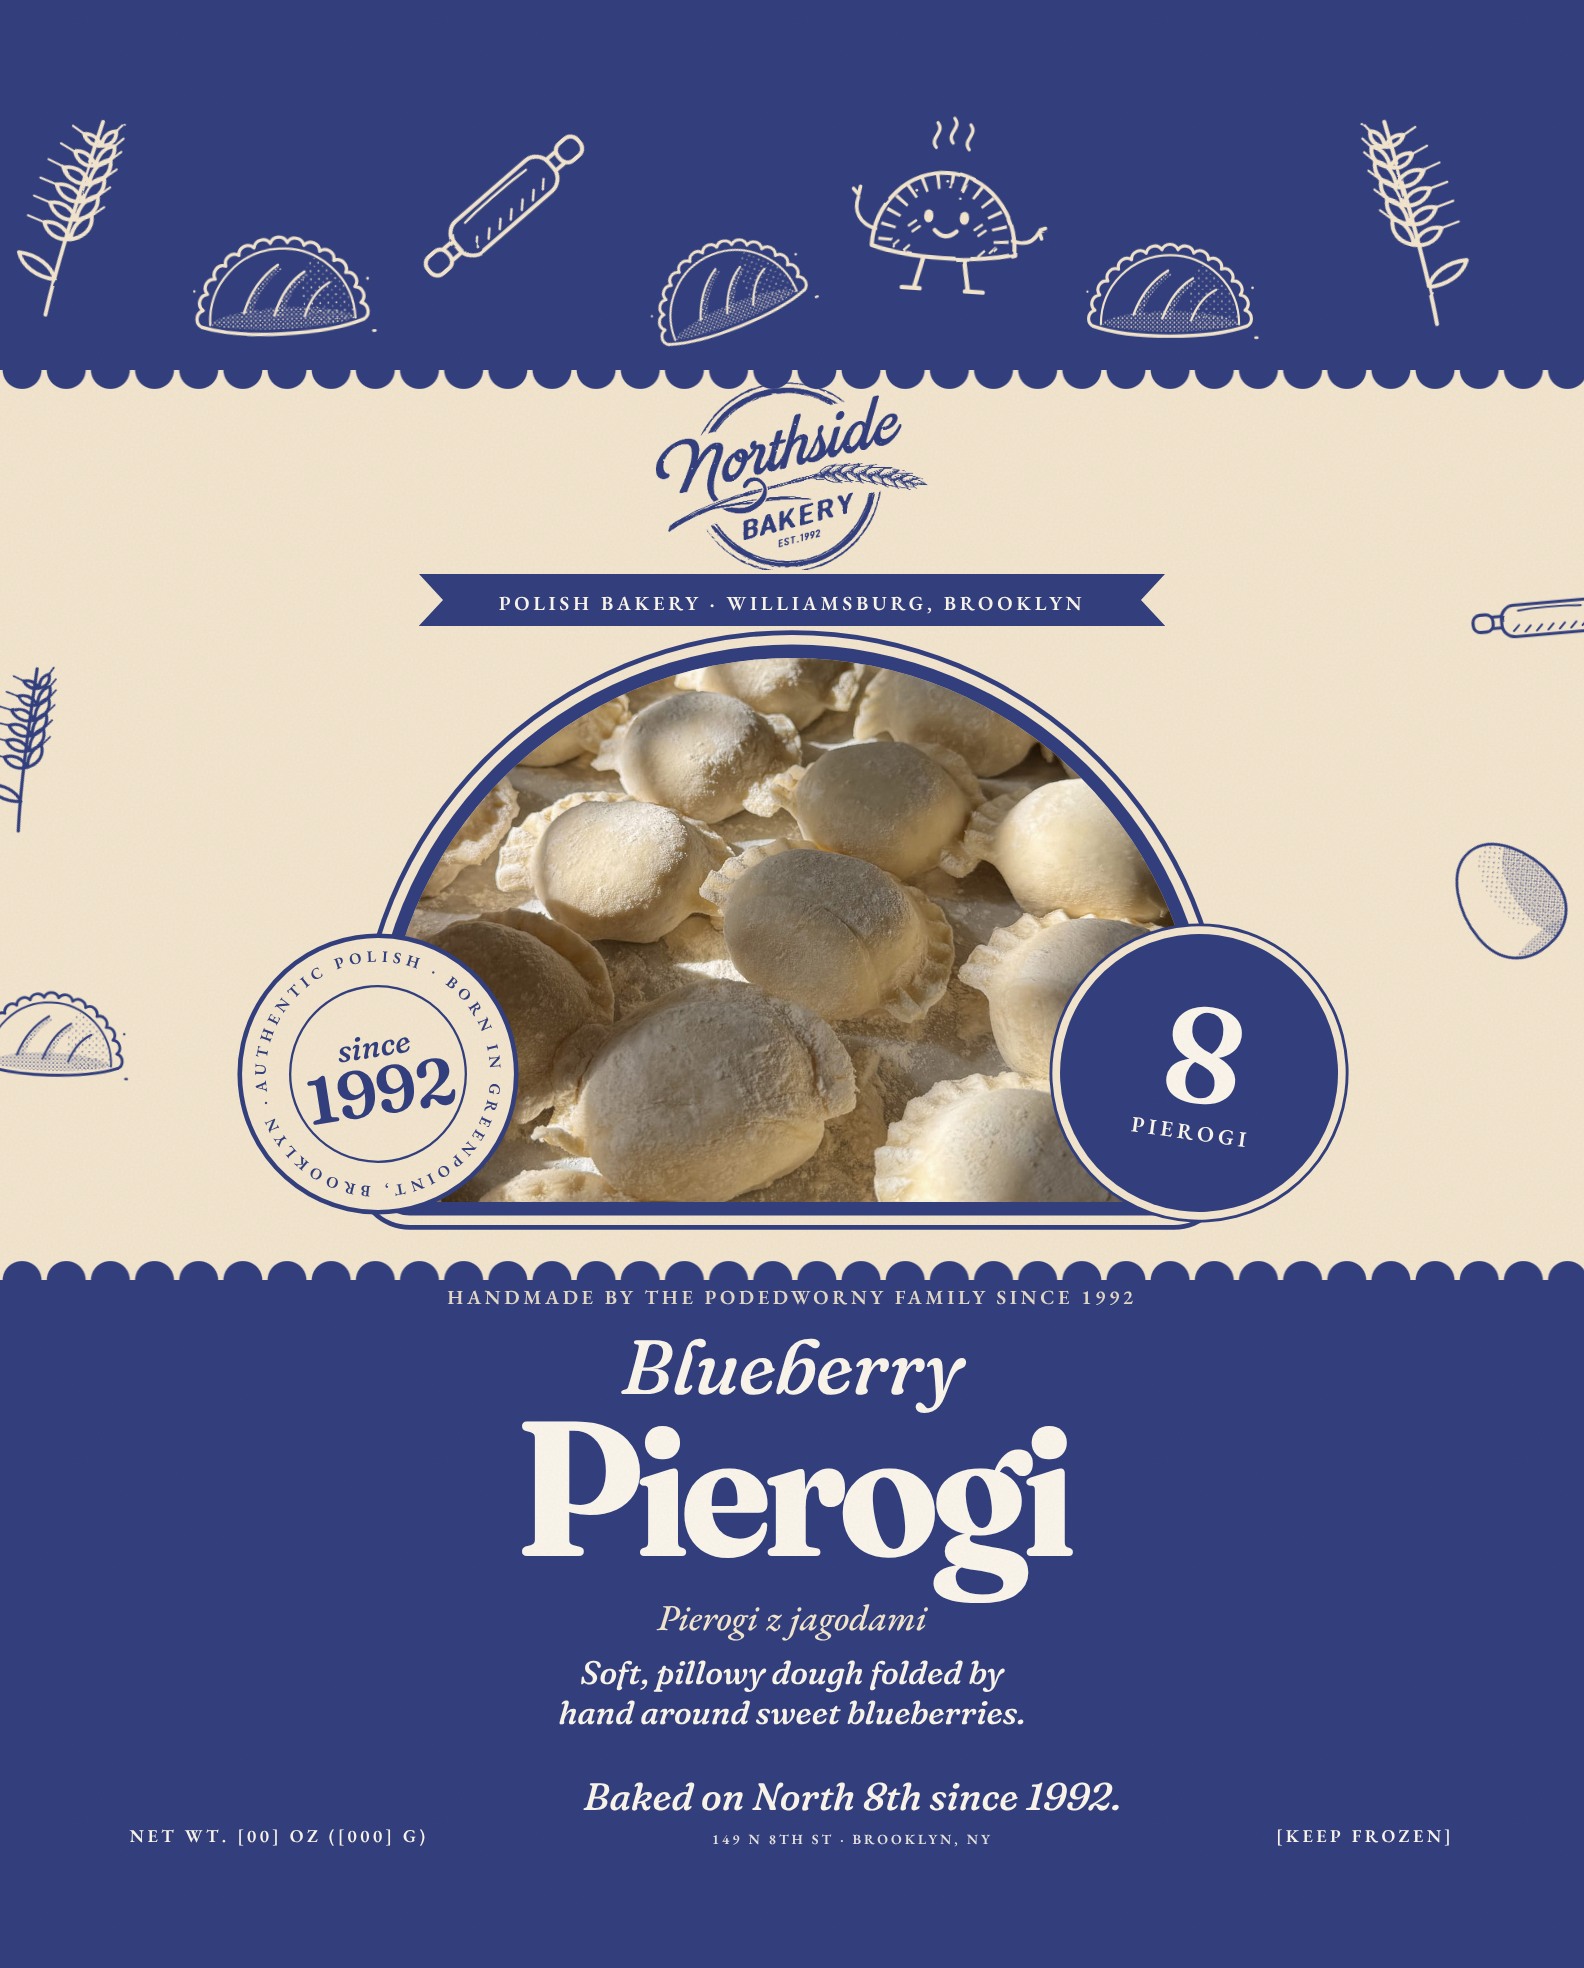 Northside
BAKERY
EST.1992
POLISH BAKERY · WILLIAMSBURG, BROOKLYN
AUTHENTIC POLISH · BORN IN GREENPOINT, BROOKLYN ·
since
1992
8
PIEROGI
HANDMADE BY THE PODEDWORNY FAMILY SINCE 1992
Blueberry
Pierogi
Pierogi z jagodami
Soft, pillowy dough folded by
hand around sweet blueberries.
Baked on North 8th since 1992.
NET WT. [00] OZ ([000] G)
149 N 8TH ST · BROOKLYN, NY
[KEEP FROZEN]